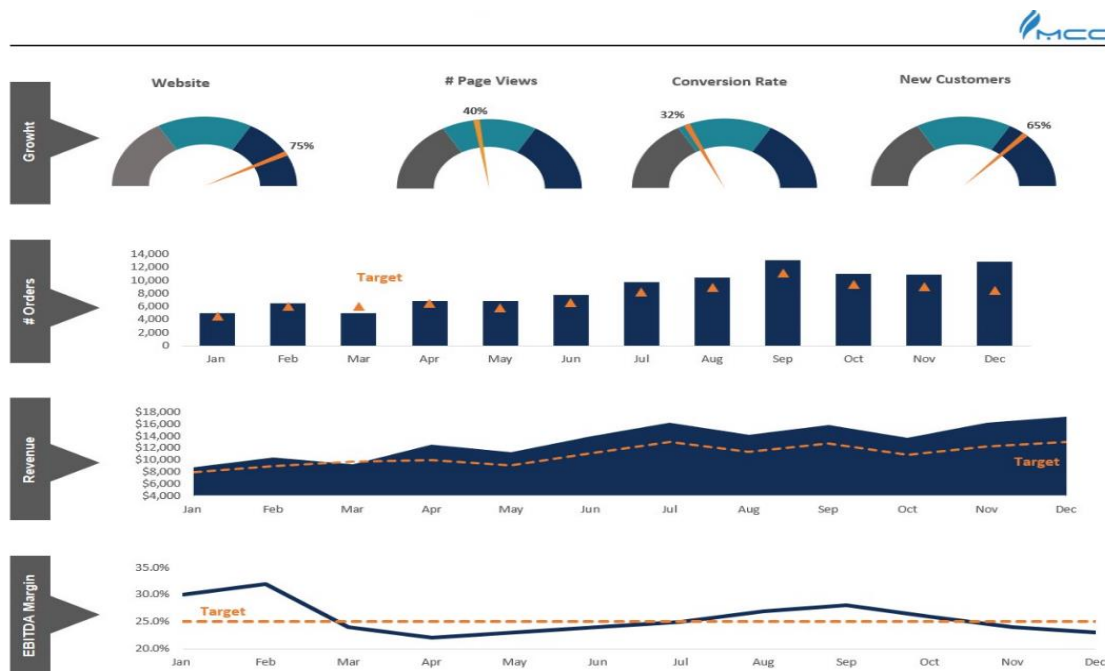 MCC
Growht
Website
# Page Views
Conversion Rate
New Customers
75%
40%
32%
65%
# Orders
14,000
12,000
10,000
8,000
6,000
4,000
2,000
0
Target
Jan Feb Mar Apr May Jun Jul Aug Sep Oct Nov Dec
Revenue
$18,000
$16,000
$14,000
$12,000
$10,000
$8,000
$6,000
$4,000
Target
Jan Feb Mar Apr May Jun Jul Aug Sep Oct Nov Dec
EBITDA Margin
35.0%
30.0%
25.0%
20.0%
Target
Jan Feb Mar Apr May Jun Jul Aug Sep Oct Nov Dec